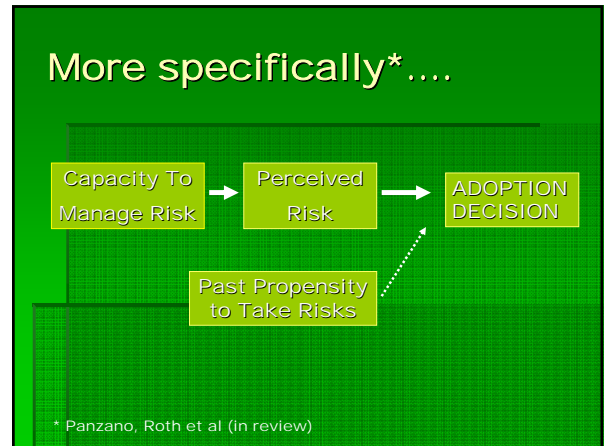 More specifically*....
Capacity To
Manage Risk
Perceived
Risk
ADOPTION
DECISION
Past Propensity
to Take Risks
* Panzano, Roth et al (in review)